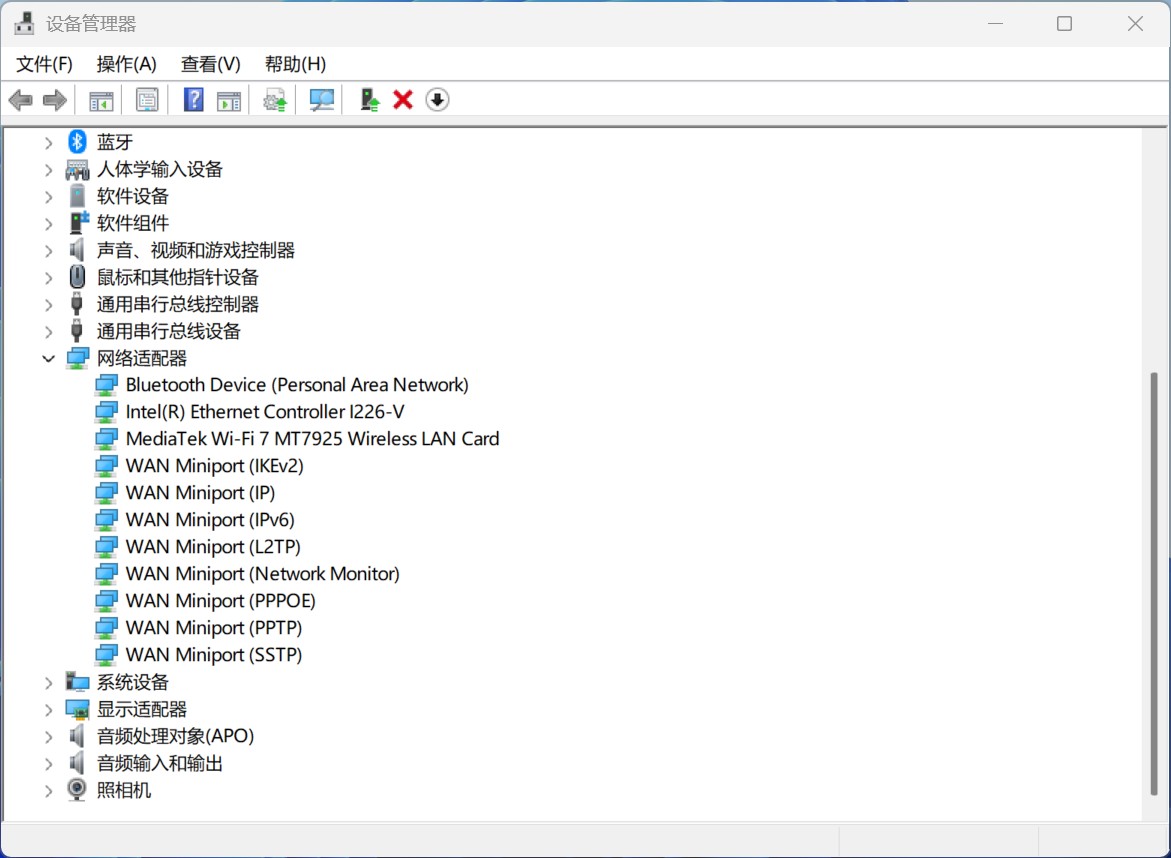 设备管理器
文件(F) 操作(A) 查看(V) 帮助(H)
蓝牙
人体学输入设备
软件设备
软件组件
声音、视频和游戏控制器
鼠标和其他指针设备
通用串行总线控制器
通用串行总线设备
网络适配器
Bluetooth Device (Personal Area Network)
Intel(R) Ethernet Controller I226-V
MediaTek Wi-Fi 7 MT7925 Wireless LAN Card
WAN Miniport (IKEv2)
WAN Miniport (IP)
WAN Miniport (IPv6)
WAN Miniport (L2TP)
WAN Miniport (Network Monitor)
WAN Miniport (PPPOE)
WAN Miniport (PPTP)
WAN Miniport (SSTP)
系统设备
显示适配器
音频处理对象(APO)
音频输入和输出
照相机